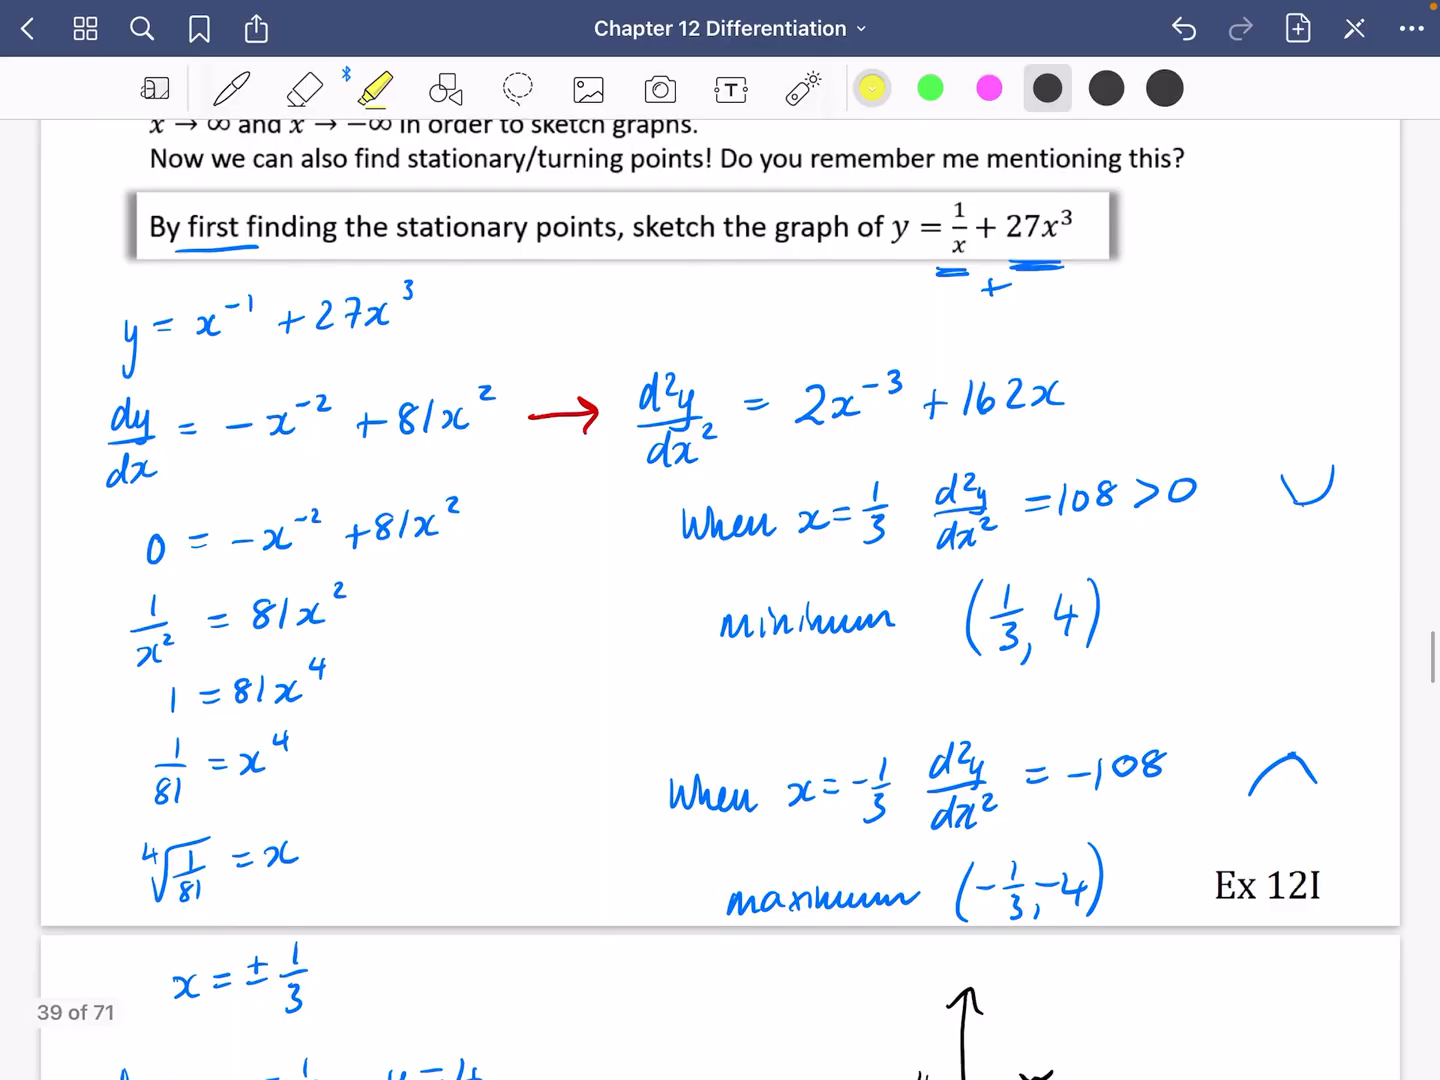 Chapter 12 Differentiation
x → ∞ and x → −∞ in order to sketch graphs.
Now we can also find stationary/turning points! Do you remember me mentioning this?
By first finding the stationary points, sketch the graph of y = 1/x + 27x³
+
y = x⁻¹ + 27x³
dy/dx = −x⁻² + 81x² → d²y/dx² = 2x⁻³ + 162x
0 = −x⁻² + 81x²
1/x² = 81x²
1 = 81x⁴
1/81 = x⁴
⁴√(1/81) = x
When x = 1/3 d²y/dx² = 108 > 0
minimum (1/3, 4)
When x = −1/3 d²y/dx² = −108
maximum (−1/3, −4)
Ex 12I
x = ± 1/3
39 of 71